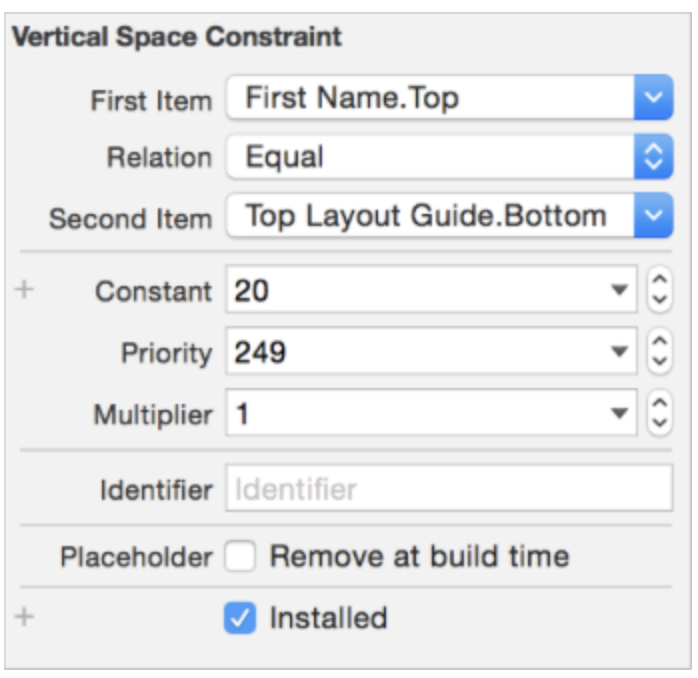 Vertical Space Constraint
First Item First Name.Top
Relation Equal
Second Item Top Layout Guide.Bottom
+ Constant 20
Priority 249
Multiplier 1
Identifier Identifier
Placeholder Remove at build time
+ Installed